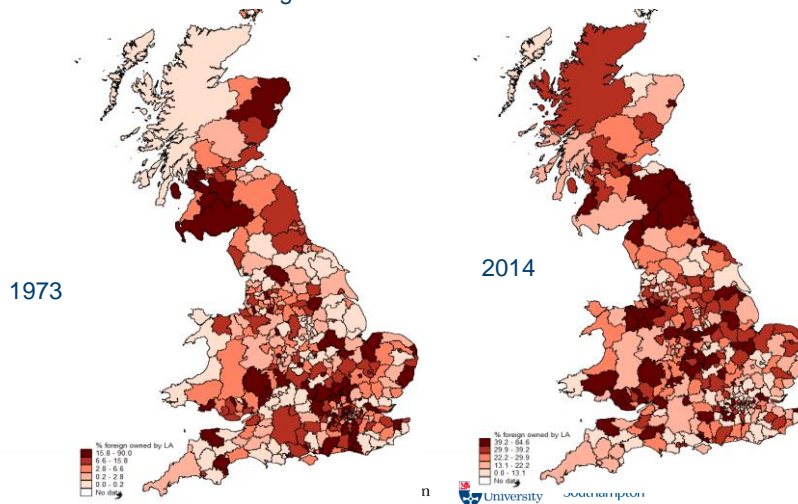 1973
% foreign owned by LA
15.8 - 90.0
6.6 - 15.8
2.8 - 6.6
0.2 - 2.8
0.0 - 0.2
No data
2014
% foreign owned by LA
39.2 - 84.6
29.9 - 39.2
22.2 - 29.9
13.1 - 22.2
0.0 - 13.1
No data
n
University
Southampton